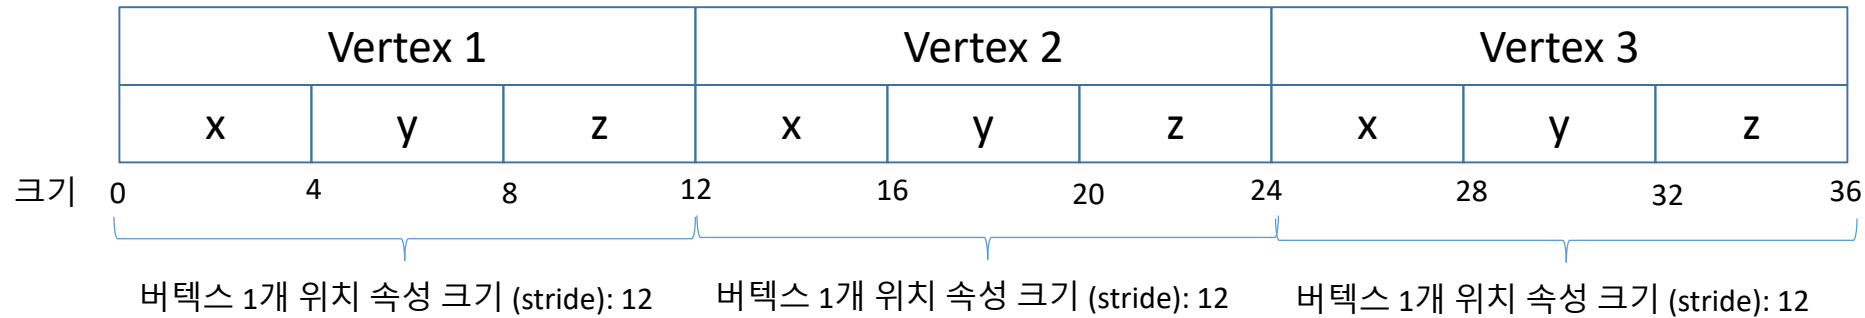 Vertex 1 Vertex 2 Vertex 3
x y z x y z x y z
크기 0 4 8 12 16 20 24 28 32 36
버텍스 1개 위치 속성 크기 (stride): 12 버텍스 1개 위치 속성 크기 (stride): 12 버텍스 1개 위치 속성 크기 (stride): 12